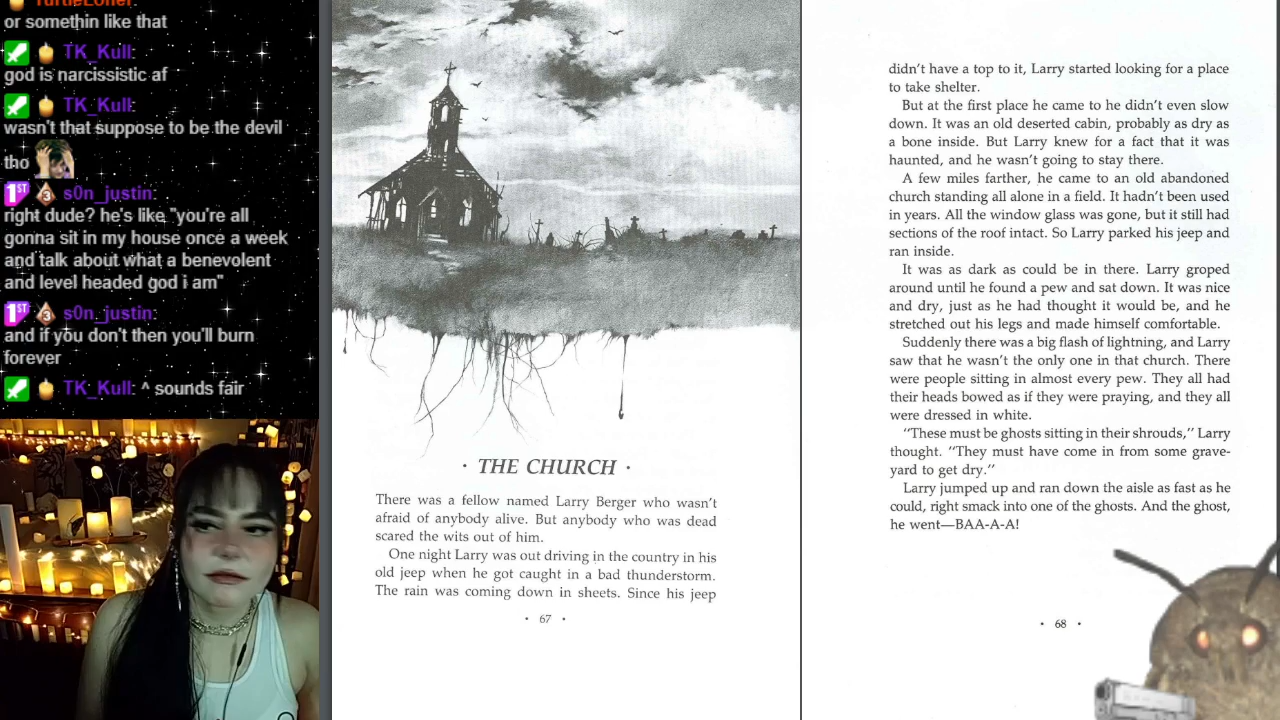 TurtleLoner:
or somethin like that
TK_Kull:
god is narcissistic af
TK_Kull:
wasn't that suppose to be the devil
tho
1ST 3 s0n_justin:
right dude? he's like "you're all
gonna sit in my house once a week
and talk about what a benevolent
and level headed god i am"
1ST 3 s0n_justin:
and if you don't then you'll burn
forever
TK_Kull: ^ sounds fair
· THE CHURCH ·
There was a fellow named Larry Berger who wasn't
afraid of anybody alive. But anybody who was dead
scared the wits out of him.
One night Larry was out driving in the country in his
old jeep when he got caught in a bad thunderstorm.
The rain was coming down in sheets. Since his jeep
· 67 ·
didn't have a top to it, Larry started looking for a place
to take shelter.
But at the first place he came to he didn't even slow
down. It was an old deserted cabin, probably as dry as
a bone inside. But Larry knew for a fact that it was
haunted, and he wasn't going to stay there.
A few miles farther, he came to an old abandoned
church standing all alone in a field. It hadn't been used
in years. All the window glass was gone, but it still had
sections of the roof intact. So Larry parked his jeep and
ran inside.
It was as dark as could be in there. Larry groped
around until he found a pew and sat down. It was nice
and dry, just as he had thought it would be, and he
stretched out his legs and made himself comfortable.
Suddenly there was a big flash of lightning, and Larry
saw that he wasn't the only one in that church. There
were people sitting in almost every pew. They all had
their heads bowed as if they were praying, and they all
were dressed in white.
"These must be ghosts sitting in their shrouds," Larry
thought. "They must have come in from some grave-
yard to get dry."
Larry jumped up and ran down the aisle as fast as he
could, right smack into one of the ghosts. And the ghost,
he went—BAA-A-A!
· 68 ·